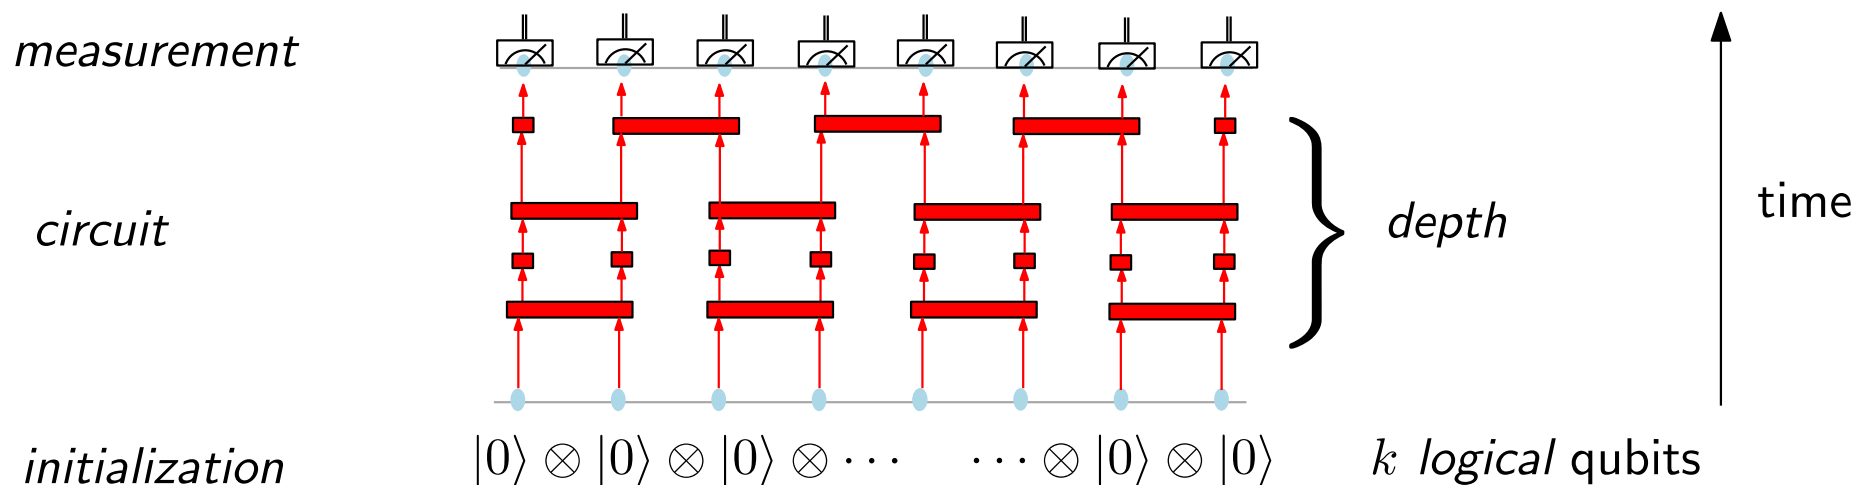 measurement
time
circuit
depth
|0⟩ ⊗ |0⟩ ⊗ |0⟩ ⊗ ··· ··· ⊗ |0⟩ ⊗ |0⟩
k logical qubits
initialization